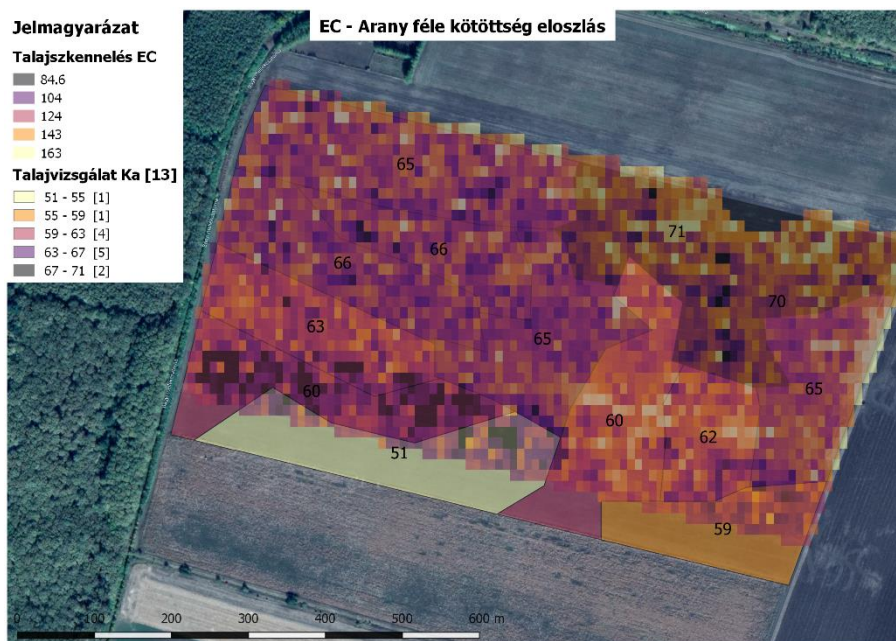 EC - Arany féle kötöttség eloszlás
Jelmagyarázat
Talajszkennelés EC
84.6
104
124
143
163
Talajvizsgálat Ka [13]
51 - 55 [1]
55 - 59 [1]
59 - 63 [4]
63 - 67 [5]
67 - 71 [2]
65
71
66
66
70
63
65
65
60
60
62
51
59
0 100 200 300 400 500 600 m